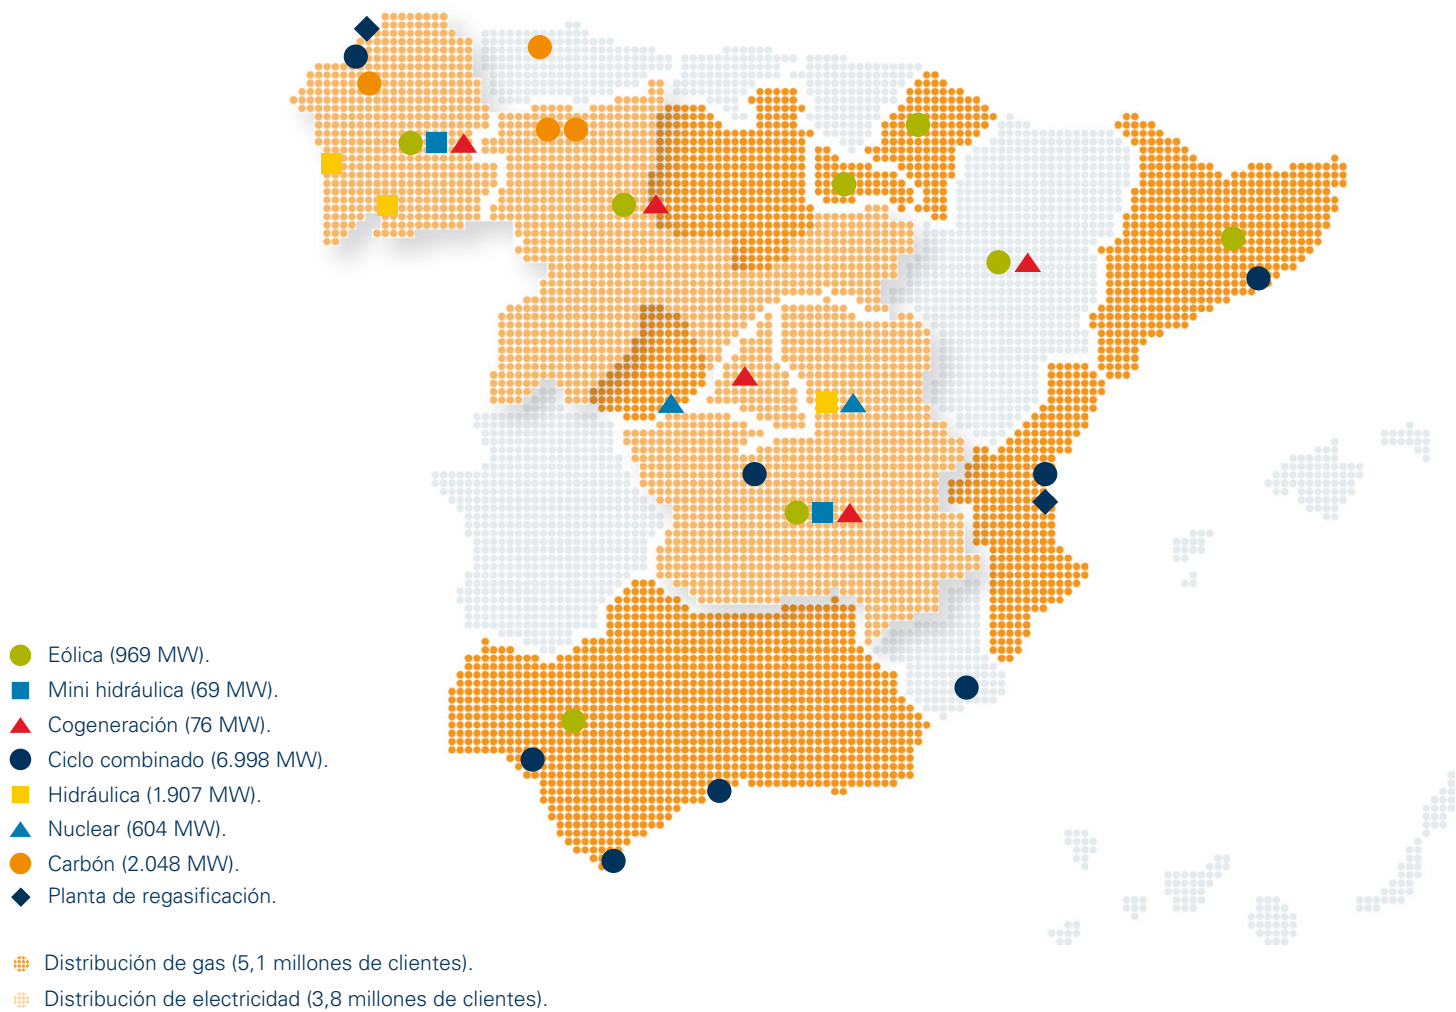 Eólica (969 MW).
Mini hidráulica (69 MW).
Cogeneración (76 MW).
Ciclo combinado (6.998 MW).
Hidráulica (1.907 MW).
Nuclear (604 MW).
Carbón (2.048 MW).
Planta de regasificación.
Distribución de gas (5,1 millones de clientes).
Distribución de electricidad (3,8 millones de clientes).